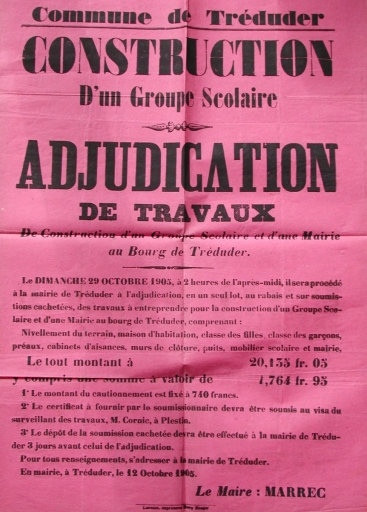 Commune de Tréduder
CONSTRUCTION
D'un Groupe Scolaire
ADJUDICATION
DE TRAVAUX
De Construction d'un Groupe Scolaire et d'une Mairie
au Bourg de Tréduder.
Le DIMANCHE 29 OCTOBRE 1905, à 2 heures de l'après-midi, il sera procédé
à la mairie de Tréduder à l'adjudication, en un seul lot, au rabais et sur soumis-
tions cachetées, des travaux à entreprendre pour la construction d'un Groupe Sco-
laire et d'une Mairie au bourg de Tréduder, comprenant :
Nivellement du terrain, maison d'habitation, classe des filles, classe des garçons,
préaux, cabinets d'aisances, murs de clôture, puits, mobilier scolaire et mairie,
Le tout montant à 20,155 fr. 05
y compris une somme à valoir de 1,764 fr. 95
1° Le montant du cautionnement est fixé à 740 francs.
2° Le certificat à fournir par le soumissionnaire devra être soumis au visa du
surveillant des travaux, M. Cornic, à Plestin.
3° Le dépôt de la soumission cachetée devra être effectué à la mairie de Trédu-
der 3 jours avant celui de l'adjudication.
Pour tous renseignements, s'adresser à la mairie de Tréduder.
En mairie, à Tréduder, le 12 Octobre 1905.
Le Maire : MARREC